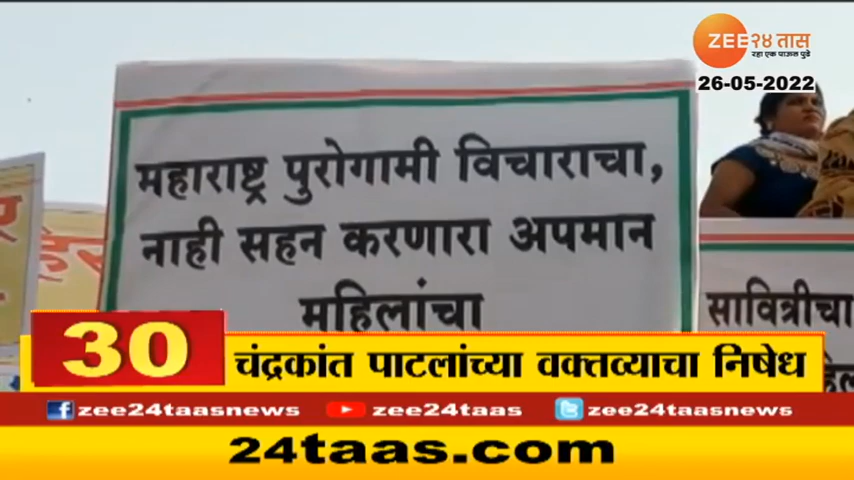 ZEE २४ तास
रहा एक पाऊल पुढे
26-05-2022
महाराष्ट्र पुरोगामी विचाराचा,
नाही सहन करणारा अपमान
महिलांचा
सावित्रीचा
30
चंद्रकांत पाटलांच्या वक्तव्याचा निषेध
zee24taasnews
zee24taas
zee24taasnews
24taas.com